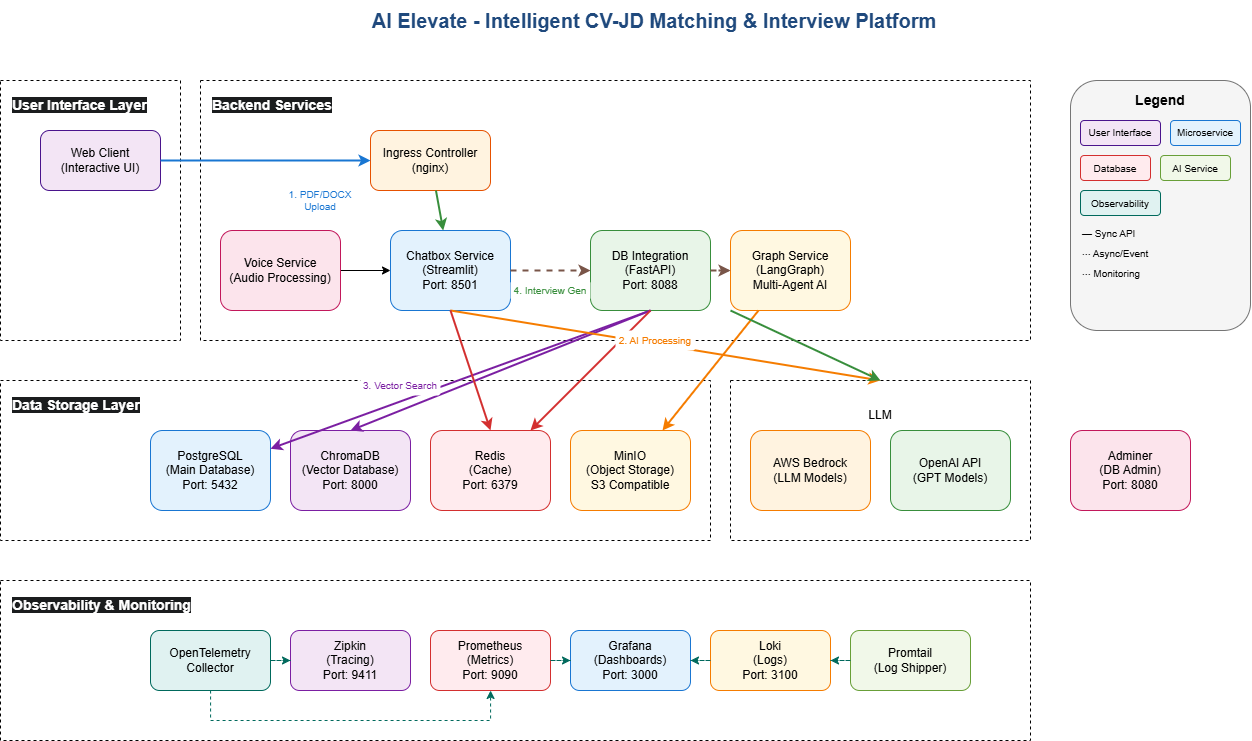 AI Elevate - Intelligent CV-JD Matching & Interview Platform
User Interface Layer
Web Client
(Interactive UI)
Backend Services
Ingress Controller
(nginx)
1. PDF/DOCX
Upload
Voice Service
(Audio Processing)
Chatbox Service
(Streamlit)
Port: 8501
4. Interview Gen
DB Integration
(FastAPI)
Port: 8088
Graph Service
(LangGraph)
Multi-Agent AI
2. AI Processing
3. Vector Search
Legend
User Interface
Microservice
Database
AI Service
Observability
— Sync API
··· Async/Event
··· Monitoring
Data Storage Layer
PostgreSQL
(Main Database)
Port: 5432
ChromaDB
(Vector Database)
Port: 8000
Redis
(Cache)
Port: 6379
MinIO
(Object Storage)
S3 Compatible
LLM
AWS Bedrock
(LLM Models)
OpenAI API
(GPT Models)
Adminer
(DB Admin)
Port: 8080
Observability & Monitoring
OpenTelemetry
Collector
Zipkin
(Tracing)
Port: 9411
Prometheus
(Metrics)
Port: 9090
Grafana
(Dashboards)
Port: 3000
Loki
(Logs)
Port: 3100
Promtail
(Log Shipper)